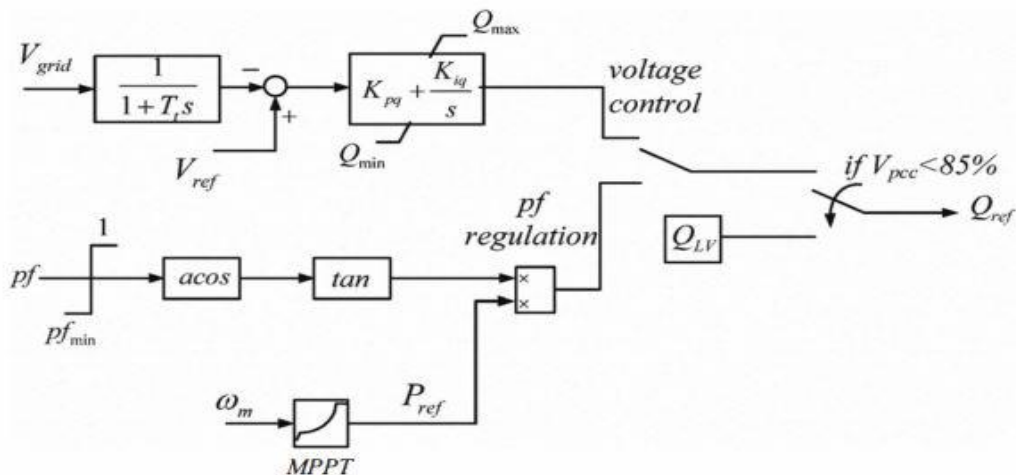 V_grid
1
1 + T_t s
−
+
V_ref
K_pq + K_iq
s
Q_max
Q_min
voltage
control
if V_pcc<85%
Q_ref
pf
regulation
Q_LV
1
pf
pf_min
acos
tan
×
×
ω_m
P_ref
MPPT